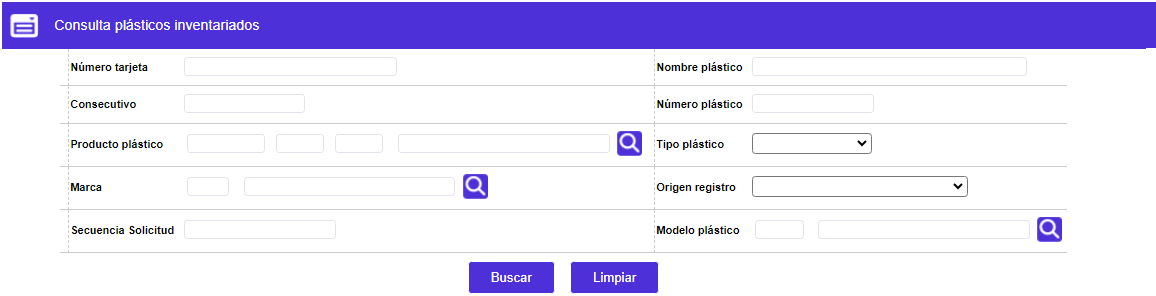 Consulta plásticos inventariados
Número tarjeta
Nombre plástico
Consecutivo
Número plástico
Producto plástico
Tipo plástico
Marca
Origen registro
Secuencia Solicitud
Modelo plástico
Buscar
Limpiar